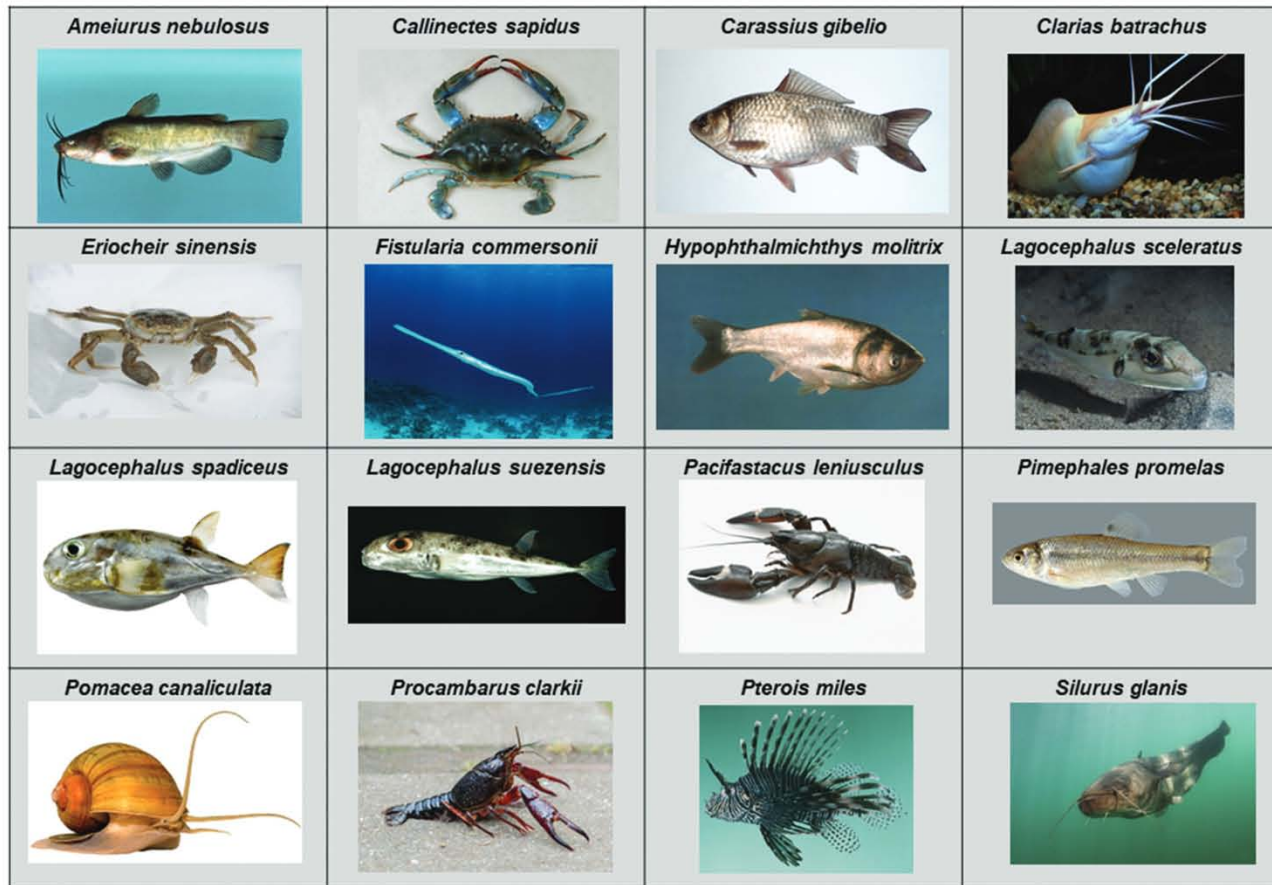 Ameiurus nebulosus
Callinectes sapidus
Carassius gibelio
Clarias batrachus
Eriocheir sinensis
Fistularia commersonii
Hypophthalmichthys molitrix
Lagocephalus sceleratus
Lagocephalus spadiceus
Lagocephalus suezensis
Pacifastacus leniusculus
Pimephales promelas
Pomacea canaliculata
Procambarus clarkii
Pterois miles
Silurus glanis